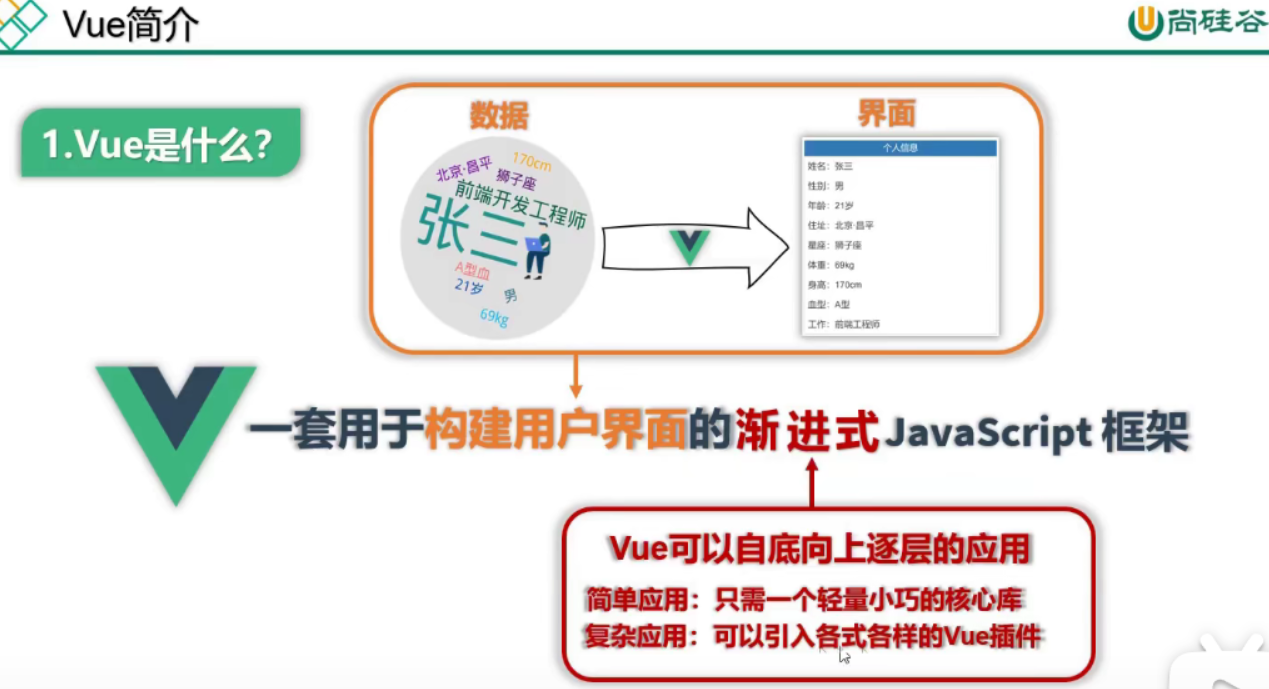 Vue简介
尚硅谷
1.Vue是什么?
数据
界面
北京·昌平
170cm
狮子座
前端开发工程师
张三
A型血
21岁
男
69kg
个人信息
姓名：张三
性别：男
年龄：21岁
住址：北京·昌平
星座：狮子座
体重：69kg
身高：170cm
血型：A型
工作：前端工程师
一套用于构建用户界面的渐进式JavaScript 框架
Vue可以自底向上逐层的应用
简单应用：只需一个轻量小巧的核心库
复杂应用：可以引入各式各样的Vue插件